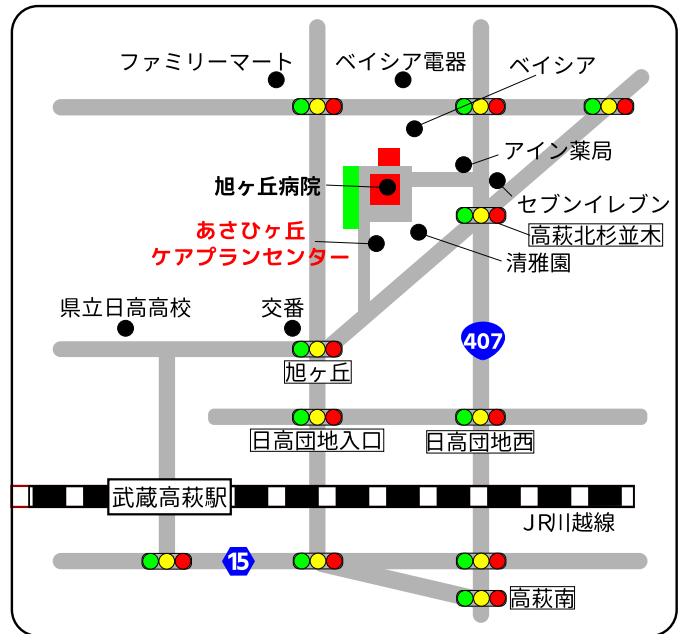 ファミリーマート
ベイシア電器
ベイシア
アイン薬局
旭ヶ丘病院
セブンイレブン
あさひヶ丘
ケアプランセンター
高萩北杉並木
清雅園
県立日高高校
交番
407
旭ヶ丘
日高団地入口
日高団地西
武蔵高萩駅
JR川越線
15
高萩南